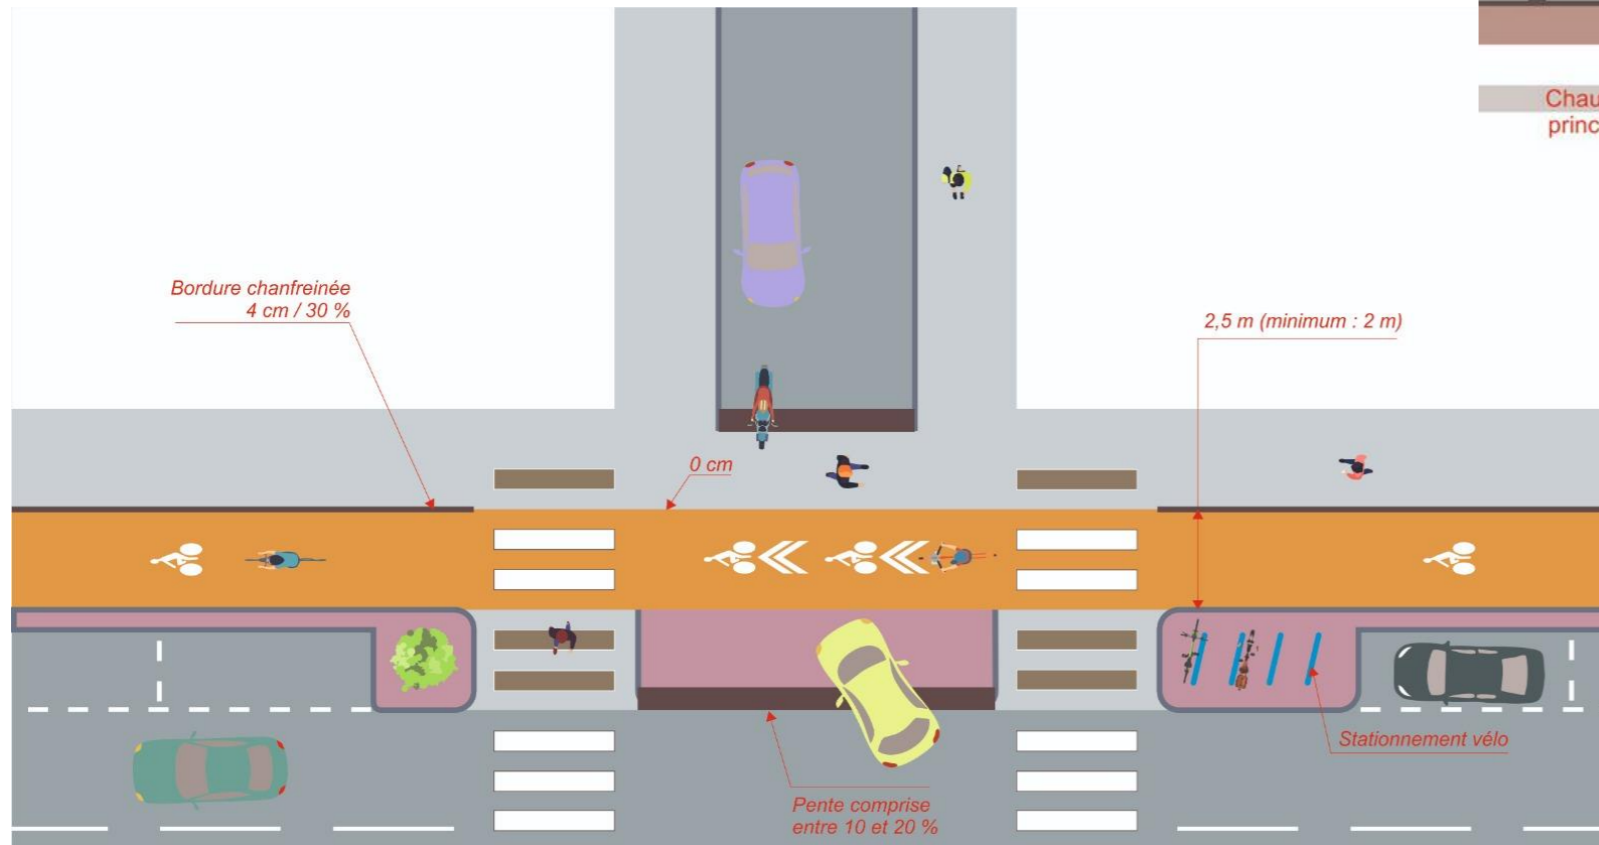 Chau
princ
Bordure chanfreinée
4 cm / 30 %
2,5 m (minimum : 2 m)
0 cm
Stationnement vélo
Pente comprise
entre 10 et 20 %